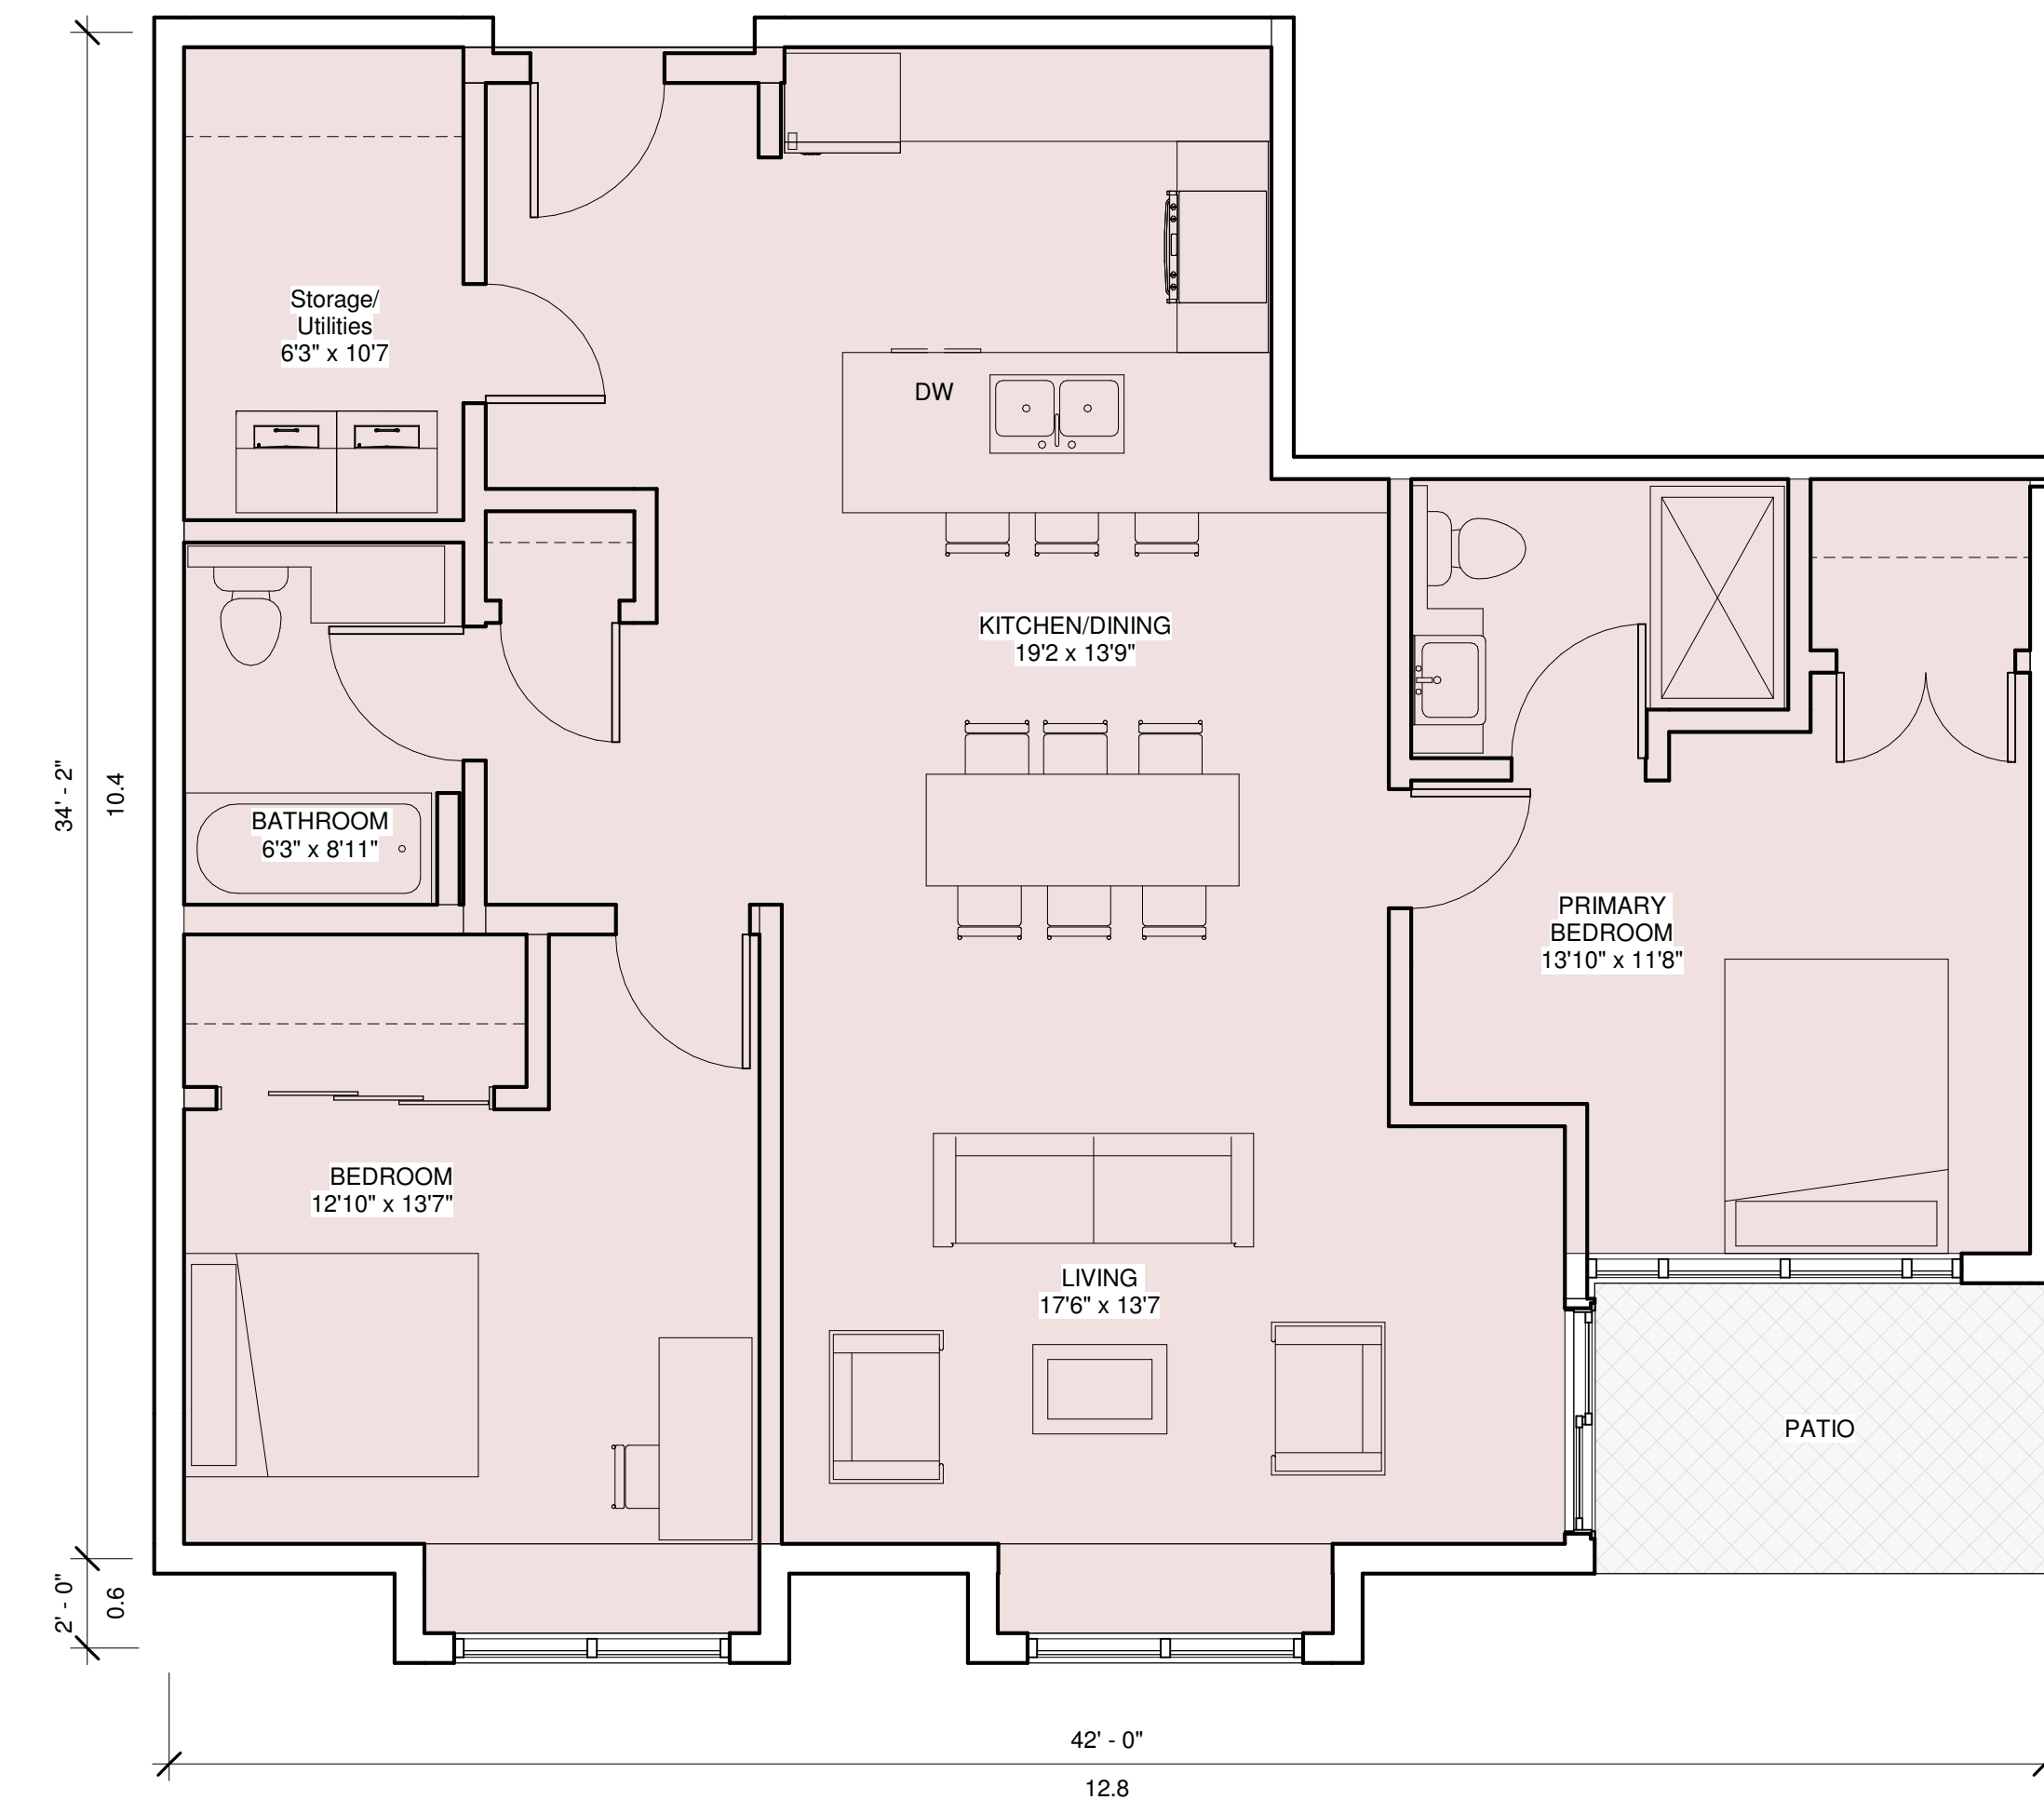 Storage/
Utilities
6'3" x 10'7
DW
KITCHEN/DINING
19'2 x 13'9"
34' - 2"
10.4
BATHROOM
6'3" x 8'11"
PRIMARY
BEDROOM
13'10" x 11'8"
BEDROOM
12'10" x 13'7"
LIVING
17'6" x 13'7
PATIO
2' - 0"
0.6
42' - 0"
12.8